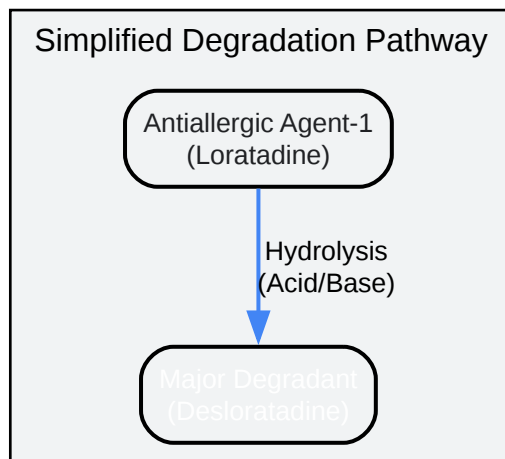 Simplified Degradation Pathway
Antiallergic Agent-1
(Loratadine)
Hydrolysis
(Acid/Base)
Major Degradant
(Desloratadine)